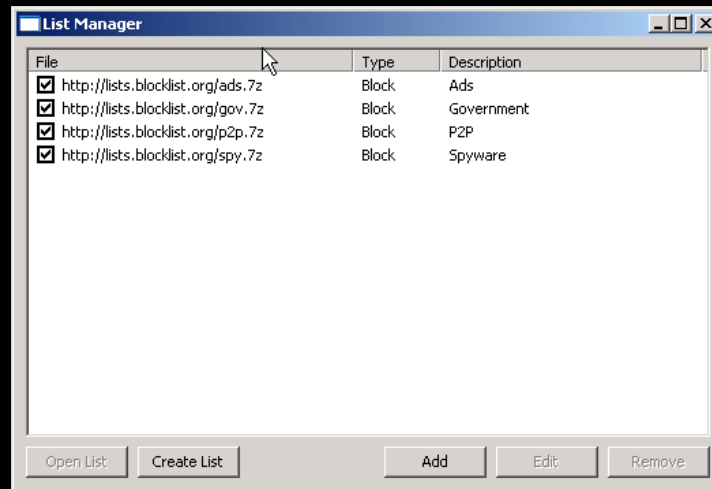 List Manager
File Type Description
http://lists.blocklist.org/ads.7z Block Ads
http://lists.blocklist.org/gov.7z Block Government
http://lists.blocklist.org/p2p.7z Block P2P
http://lists.blocklist.org/spy.7z Block Spyware
Open List Create List Add Edit Remove